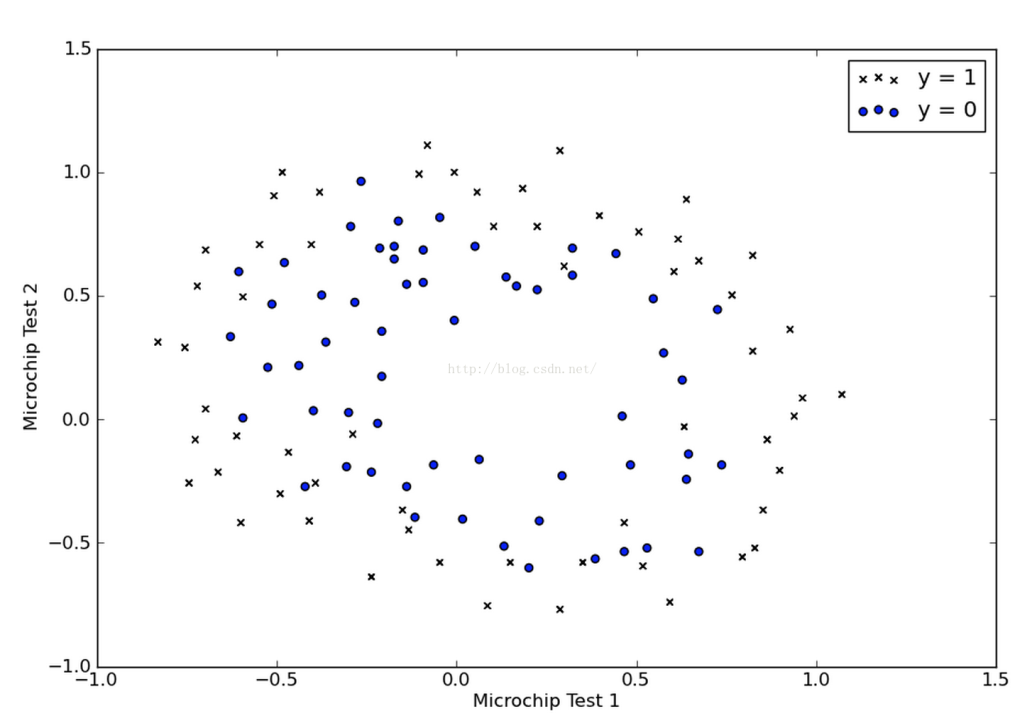 1.5
y = 1
y = 0
1.0
0.5
Microchip Test 2
http://blog.csdn.net/
0.0
−0.5
−1.0
−1.0 −0.5 0.0 0.5 1.0 1.5
Microchip Test 1